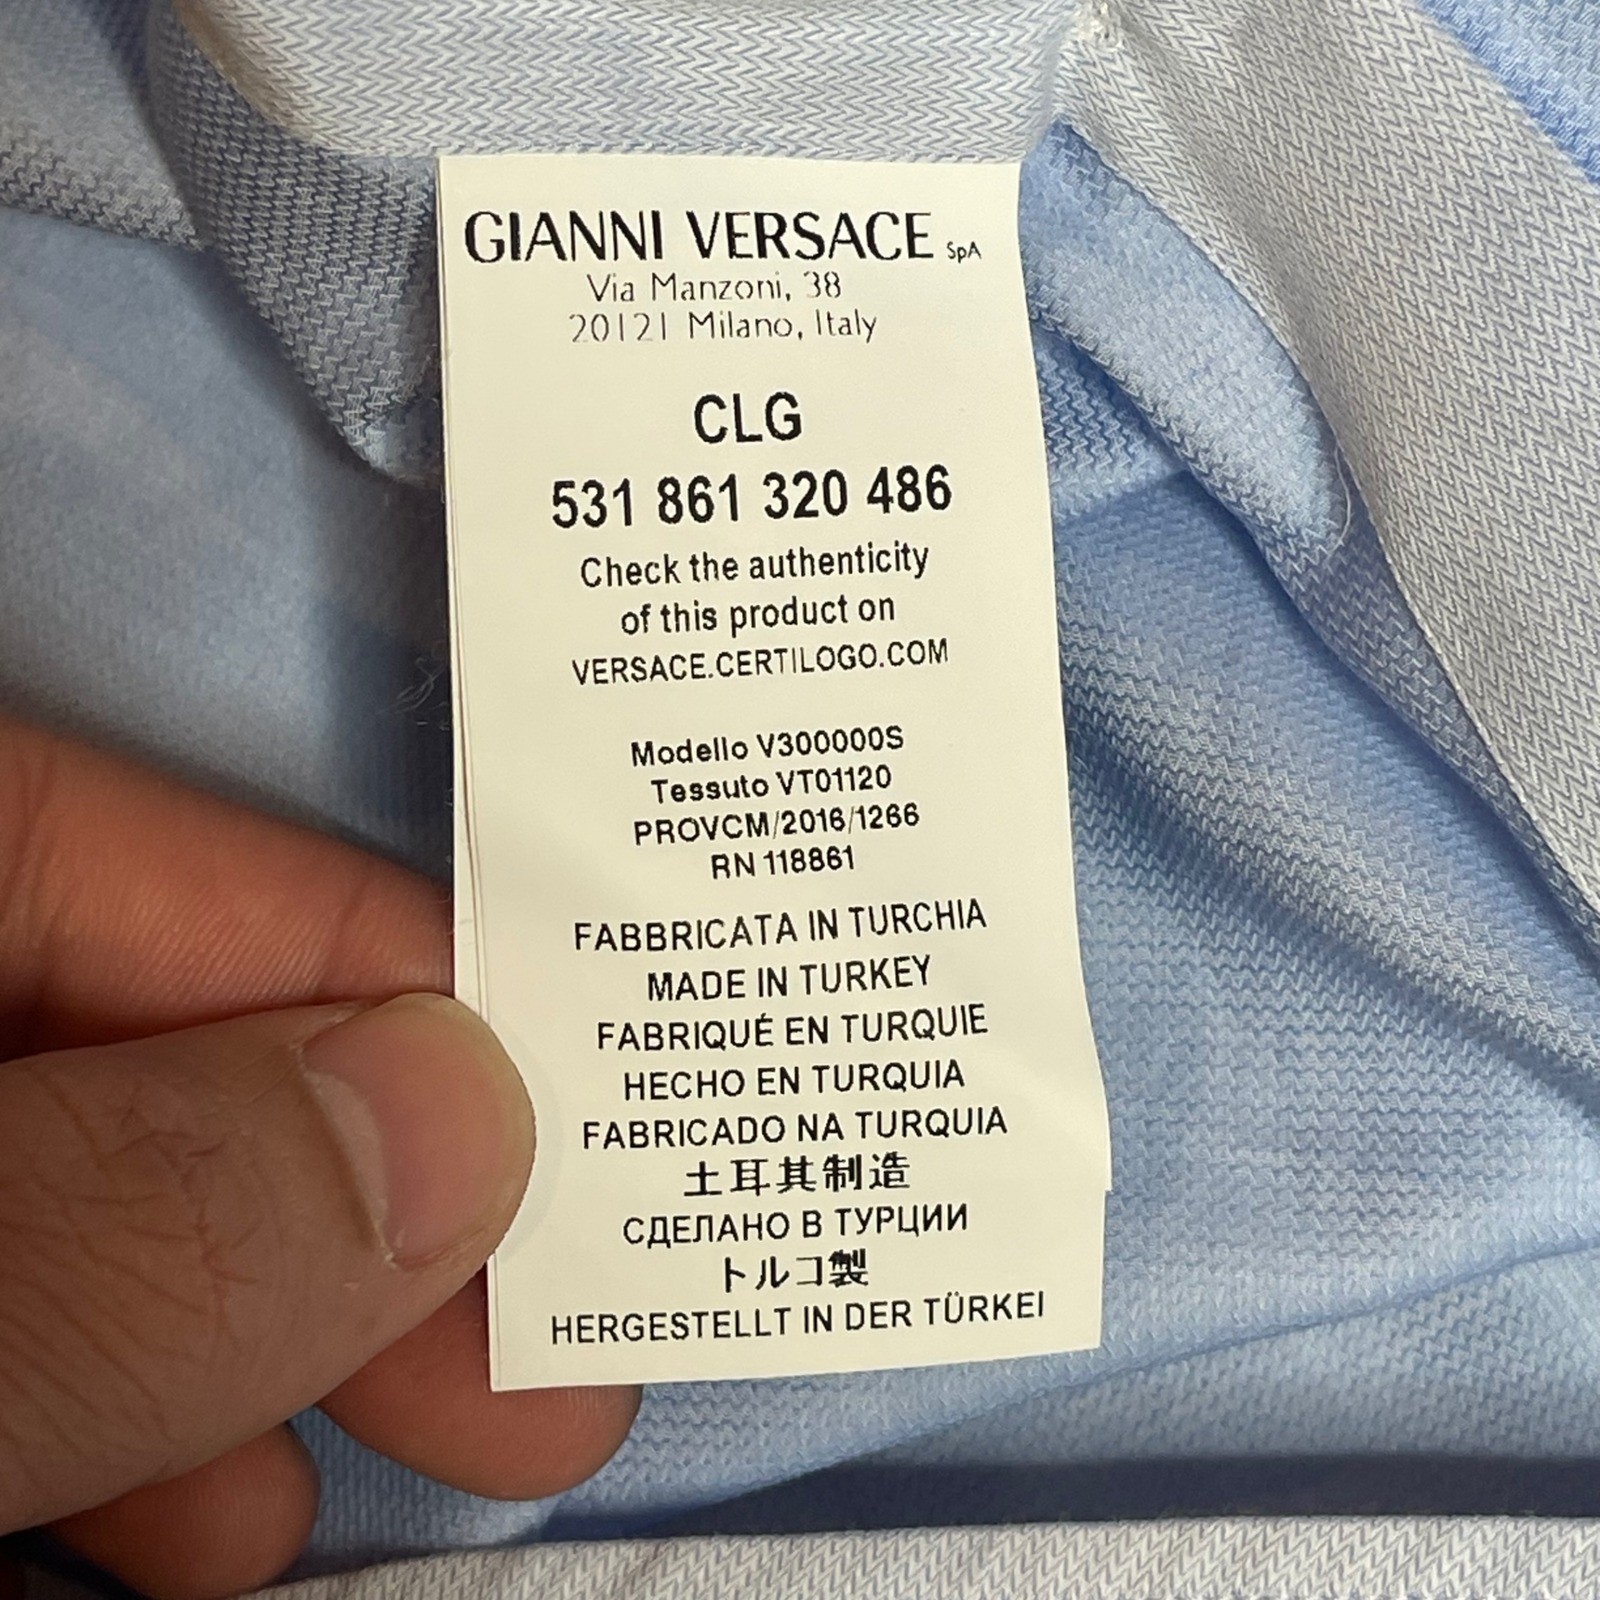 GIANNI VERSACE SpA
Via Manzoni, 38
20121 Milano, Italy
CLG
531 861 320 486
Check the authenticity
of this product on
VERSACE.CERTILOGO.COM
Modello V300000S
Tessuto VT01120
PROVCM/2016/1266
RN 118861
FABBRICATA IN TURCHIA
MADE IN TURKEY
FABRIQUÉ EN TURQUIE
HECHO EN TURQUIA
FABRICADO NA TURQUIA
土耳其制造
СДЕЛАНО В ТУРЦИИ
トルコ製
HERGESTELLT IN DER TÜRKEI